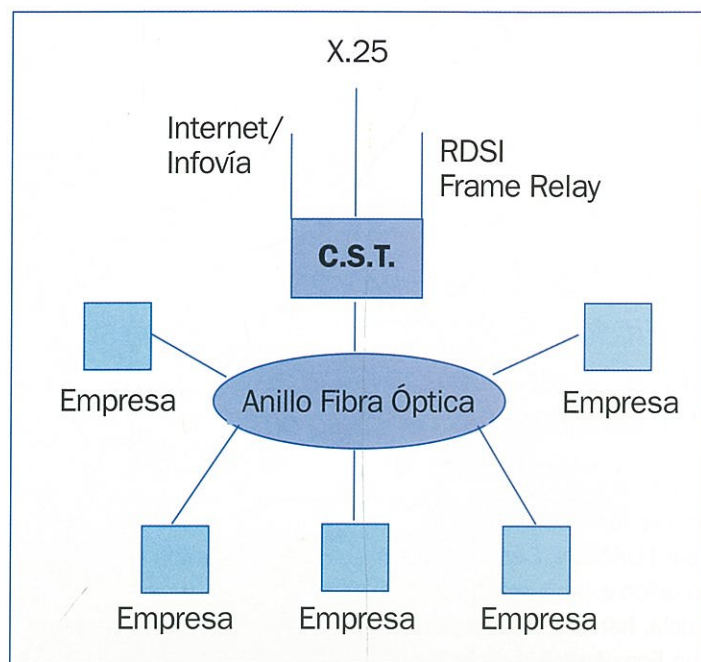 X.25
Internet/
Infovía
RDSI
Frame Relay
C.S.T.
Empresa
Anillo Fibra Óptica
Empresa
Empresa
Empresa
Empresa